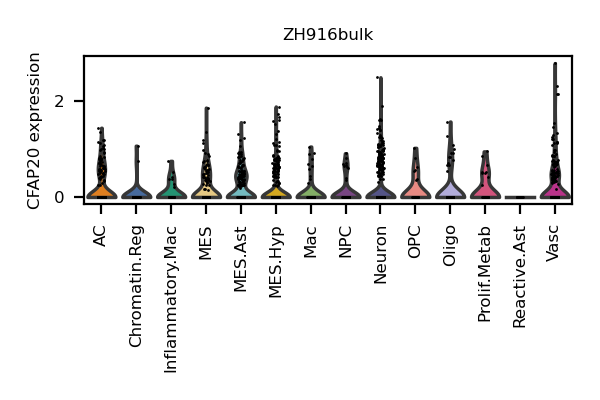 ZH916bulk
CFAP20 expression
2
0
AC
Chromatin.Reg
Inflammatory.Mac
MES
MES.Ast
MES.Hyp
Mac
NPC
Neuron
OPC
Oligo
Prolif.Metab
Reactive.Ast
Vasc